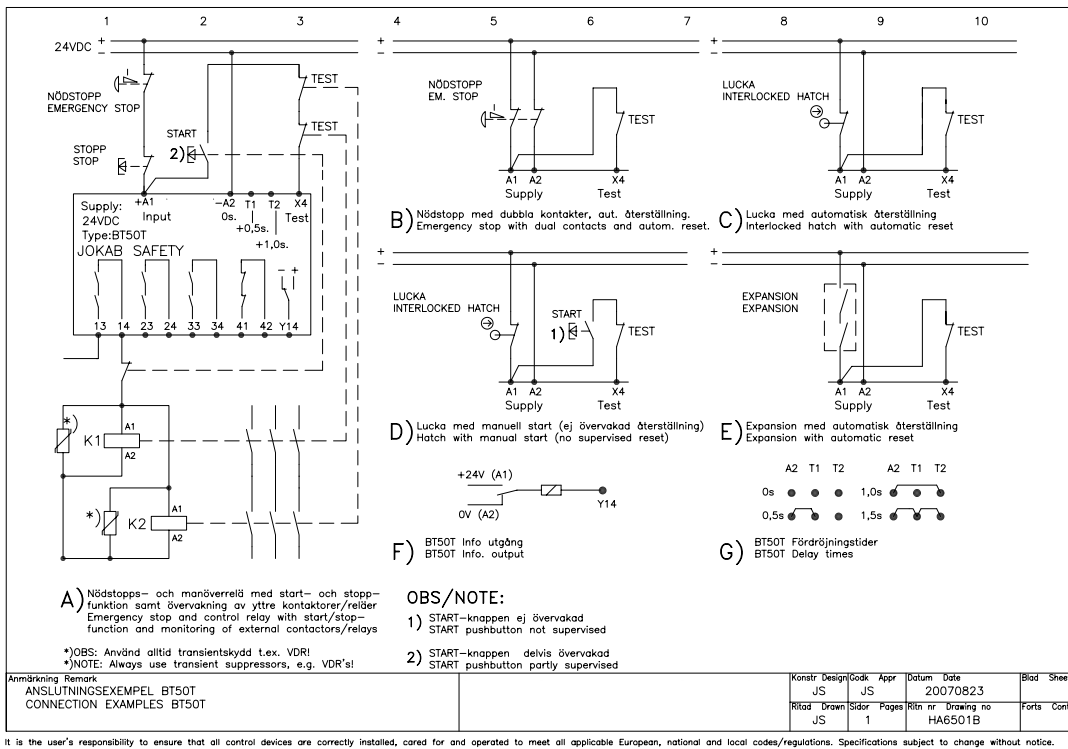 1 2 3 4 5 6 7 8 9 10
24VDC + −
NÖDSTOPP
EMERGENCY STOP
TEST
TEST
START
2)
STOPP
STOP
+A1 −A2 T1 T2 X4
Input 0s. Test
+0,5s.
+1,0s.
Supply:
24VDC
Type:BT50T
JOKAB SAFETY
− +
13 14 23 24 33 34 41 42 Y14
*)
K1
A1
A2
*)
K2
A1
A2
A) Nödstopps− och manöverrelä med start− och stopp−
funktion samt övervakning av yttre kontaktorer/reläer
Emergency stop and control relay with start/stop−
function and monitoring of external contactors/relays
*)OBS: Använd alltid transientskydd t.ex. VDR!
*)NOTE: Always use transient suppressors, e.g. VDR's!
+
−
NÖDSTOPP
EM. STOP
TEST
A1 A2 X4
Supply Test
B) Nödstopp med dubbla kontakter, aut. återställning.
Emergency stop with dual contacts and autom. reset.
+
−
LUCKA
INTERLOCKED HATCH
TEST
A1 A2 X4
Supply Test
C) Lucka med automatisk återställning
Interlocked hatch with automatic reset
+
−
LUCKA
INTERLOCKED HATCH
START
1)
TEST
A1 A2 X4
Supply Test
D) Lucka med manuell start (ej övervakad återställning)
Hatch with manual start (no supervised reset)
+
−
EXPANSION
EXPANSION
TEST
A1 A2 X4
Supply Test
E) Expansion med automatisk återställning
Expansion with automatic reset
+24V (A1)
0V (A2)
Y14
F) BT50T Info utgång
BT50T Info. output
A2 T1 T2 A2 T1 T2
0s 1,0s
0,5s 1,5s
G) BT50T Fördröjningstider
BT50T Delay times
OBS/NOTE:
1) START−knappen ej övervakad
START pushbutton not supervised
2) START−knappen delvis övervakad
START pushbutton partly supervised
Anmärkning Remark
ANSLUTNINGSEXEMPEL BT50T
CONNECTION EXAMPLES BT50T
Konstr Design Godk Appr Datum Date Blad Shee
JS JS 20070823
Ritad Drawn Sidor Pages Ritn nr Drawing no Forts Cont
JS 1 HA6501B
It is the user's responsibility to ensure that all control devices are correctly installed, cared for and operated to meet all applicable European, national and local codes/regulations. Specifications subject to change without notice.